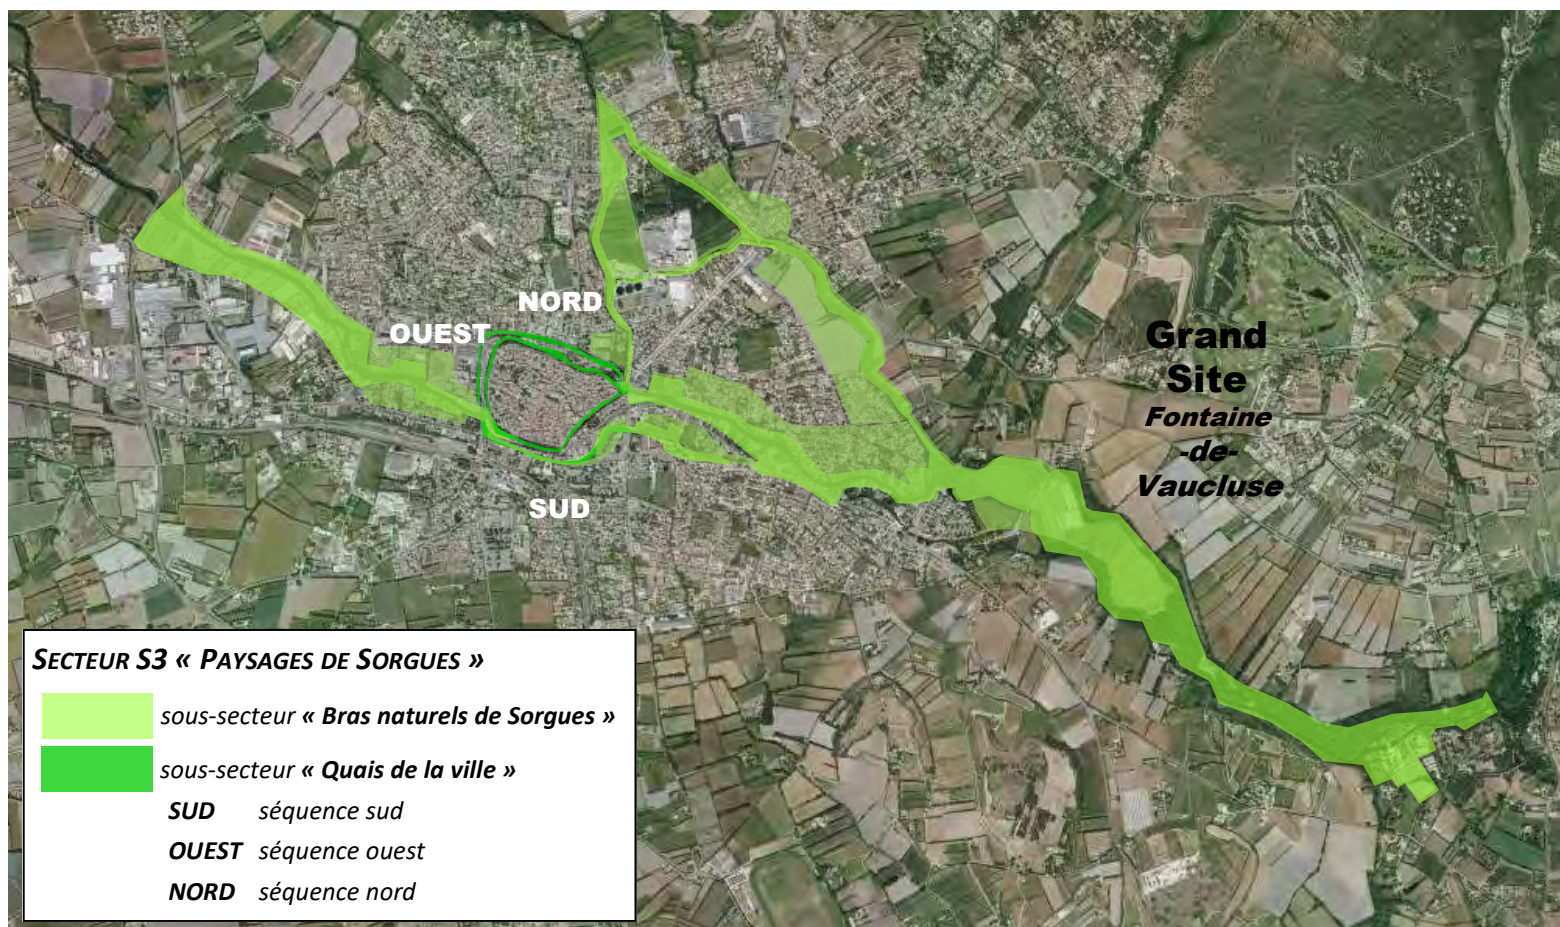 NORD
OUEST
SUD
Grand
Site
Fontaine
-de-
Vaucluse
SECTEUR S3 « PAYSAGES DE SORGUES »
sous-secteur « Bras naturels de Sorgues »
sous-secteur « Quais de la ville »
SUD séquence sud
OUEST séquence ouest
NORD séquence nord